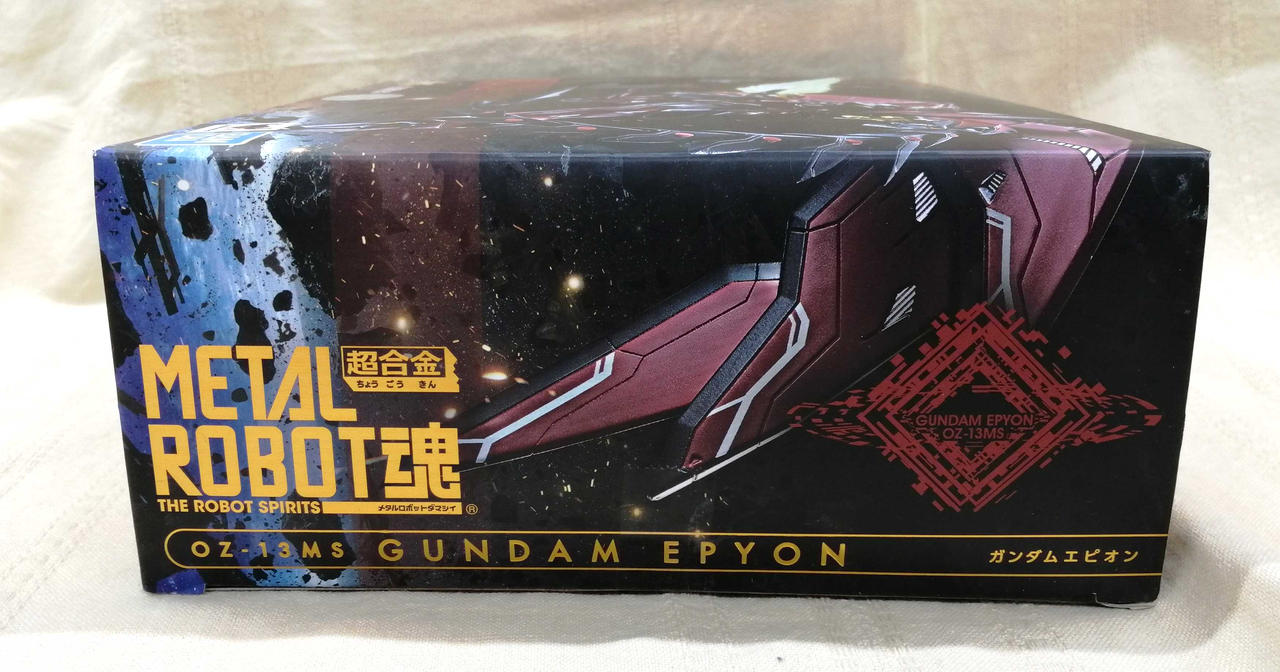 METAL
超合金
ちょう ごう きん
ROBOT魂
THE ROBOT SPIRITS
メタルロボットダマシイ ®
GUNDAM EPYON
OZ-13MS
OZ-13MS GUNDAM EPYON
ガンダムエピオン